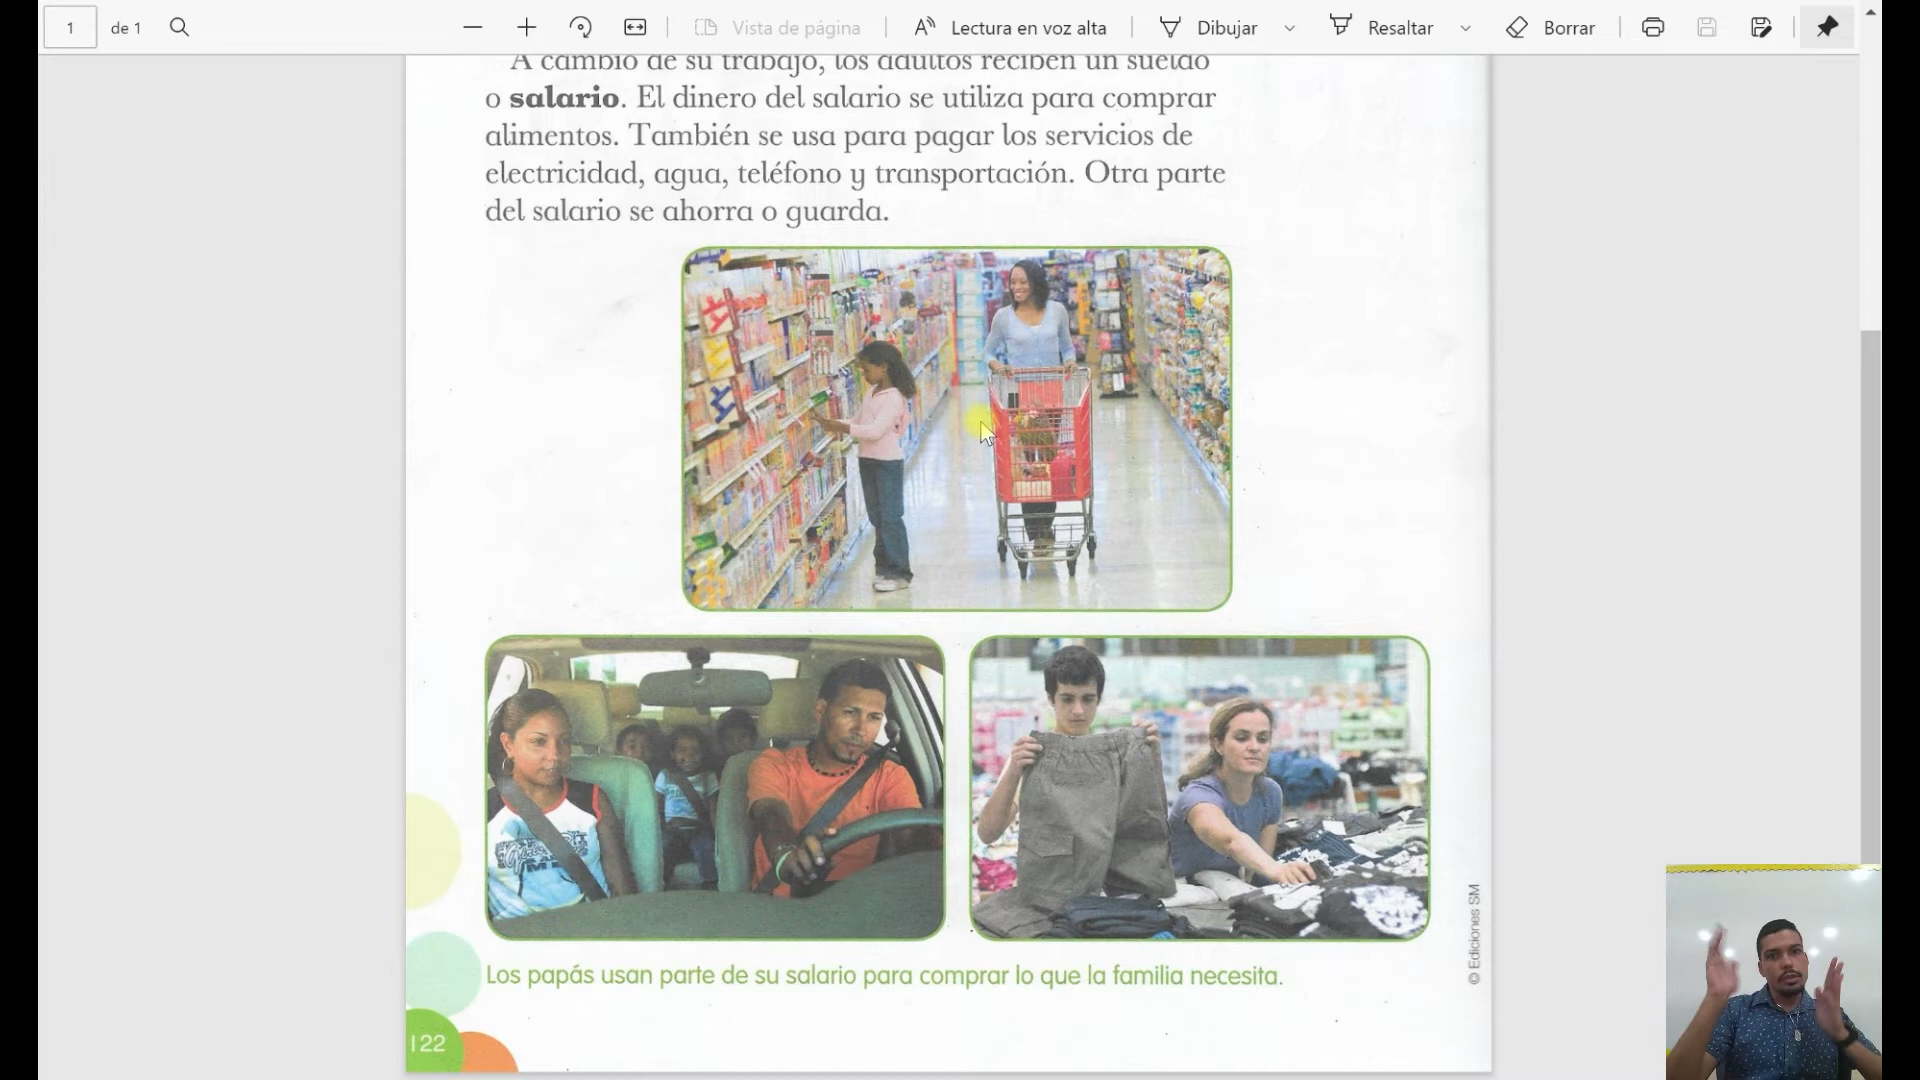 1
de 1
Vista de página
Lectura en voz alta
Dibujar
Resaltar
Borrar
A cambio de su trabajo, los adultos reciben un sueldo
o salario. El dinero del salario se utiliza para comprar
alimentos. También se usa para pagar los servicios de
electricidad, agua, teléfono y transportación. Otra parte
del salario se ahorra o guarda.
© Ediciones SM
Los papás usan parte de su salario para comprar lo que la familia necesita.
122